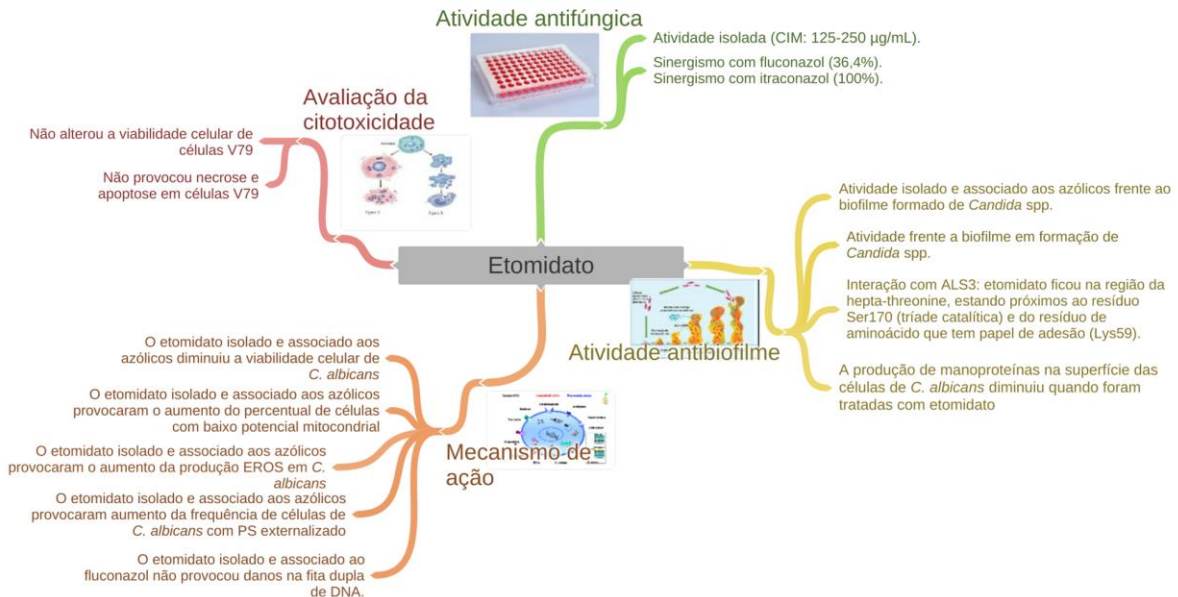 Atividade antifúngica
Atividade isolada (CIM: 125-250 µg/mL).
Sinergismo com fluconazol (36,4%).
Sinergismo com itraconazol (100%).
Avaliação da
citotoxicidade
Não alterou a viabilidade celular de
células V79
Não provocou necrose e
apoptose em células V79
Etomidato
Atividade antibiofilme
Atividade isolado e associado aos azólicos frente ao
biofilme formado de Candida spp.
Atividade frente a biofilme em formação de
Candida spp.
Interação com ALS3: etomidato ficou na região da
hepta-threonine, estando próximos ao resíduo
Ser170 (tríade catalítica) e do resíduo de
aminoácido que tem papel de adesão (Lys59).
A produção de manoproteínas na superfície das
células de C. albicans diminuiu quando foram
tratadas com etomidato
Mecanismo de
ação
O etomidato isolado e associado aos
azólicos diminuiu a viabilidade celular de
C. albicans
O etomidato isolado e associado aos azólicos
provocaram o aumento do percentual de células
com baixo potencial mitocondrial
O etomidato isolado e associado aos azólicos
provocaram o aumento da produção EROS em C.
albicans
O etomidato isolado e associado aos azólicos
provocaram aumento da frequência de células de
C. albicans com PS externalizado
O etomidato isolado e associado ao
fluconazol não provocou danos na fita dupla
de DNA.